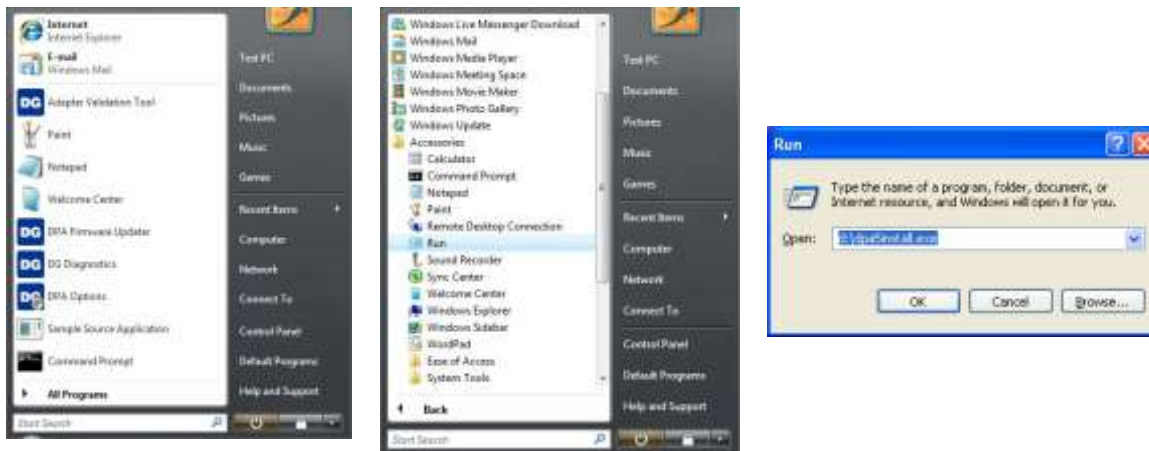 Internet
Internet Explorer
E-mail
Windows Mail
DG Adapter Validation Tool
Paint
Notepad
Welcome Center
DG DPA Firmware Updater
DG DG Diagnostics
DG DPA Options
Sample Source Application
Command Prompt
All Programs
Start Search
Test PC
Documents
Pictures
Music
Games
Recent Items
Computer
Network
Connect To
Control Panel
Default Programs
Help and Support
Windows Live Messenger Download
Windows Mail
Windows Media Player
Windows Meeting Space
Windows Movie Maker
Windows Photo Gallery
Windows Update
Accessories
Calculator
Command Prompt
Notepad
Paint
Remote Desktop Connection
Run
Sound Recorder
Sync Center
Welcome Center
Windows Explorer
Windows Sidebar
WordPad
Ease of Access
System Tools
Back
Start Search
Test PC
Documents
Pictures
Music
Games
Recent Items
Computer
Network
Connect To
Control Panel
Default Programs
Help and Support
Run
Type the name of a program, folder, document, or
Internet resource, and Windows will open it for you.
Open:
OK Cancel Browse...